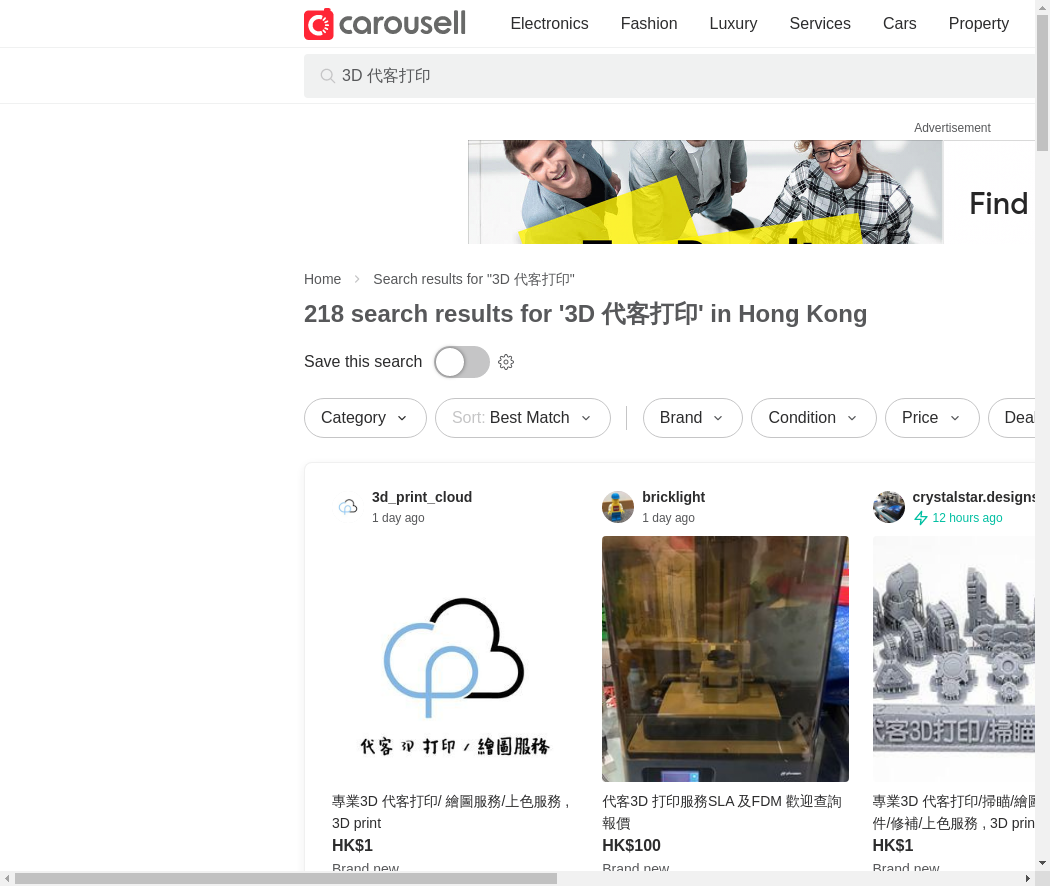 carousell
Electronics Fashion Luxury Services Cars Property
3D 代客打印
Advertisement
Find
Home Search results for "3D 代客打印"
218 search results for '3D 代客打印' in Hong Kong
Save this search
Category Sort: Best Match Brand Condition Price
3d_print_cloud
1 day ago
bricklight
1 day ago
crystalstar.designs
12 hours ago
代客 3D 打印 / 繪圖服務
代客3D打印/掃瞄
專業3D 代客打印/ 繪圖服務/上色服務 ,
3D print
HK$1
Brand new
代客3D 打印服務SLA 及FDM 歡迎查詢
報價
HK$100
Brand new
專業3D 代客打印/掃瞄/繪圖
件/修補/上色服務 , 3D prin
HK$1
Brand new